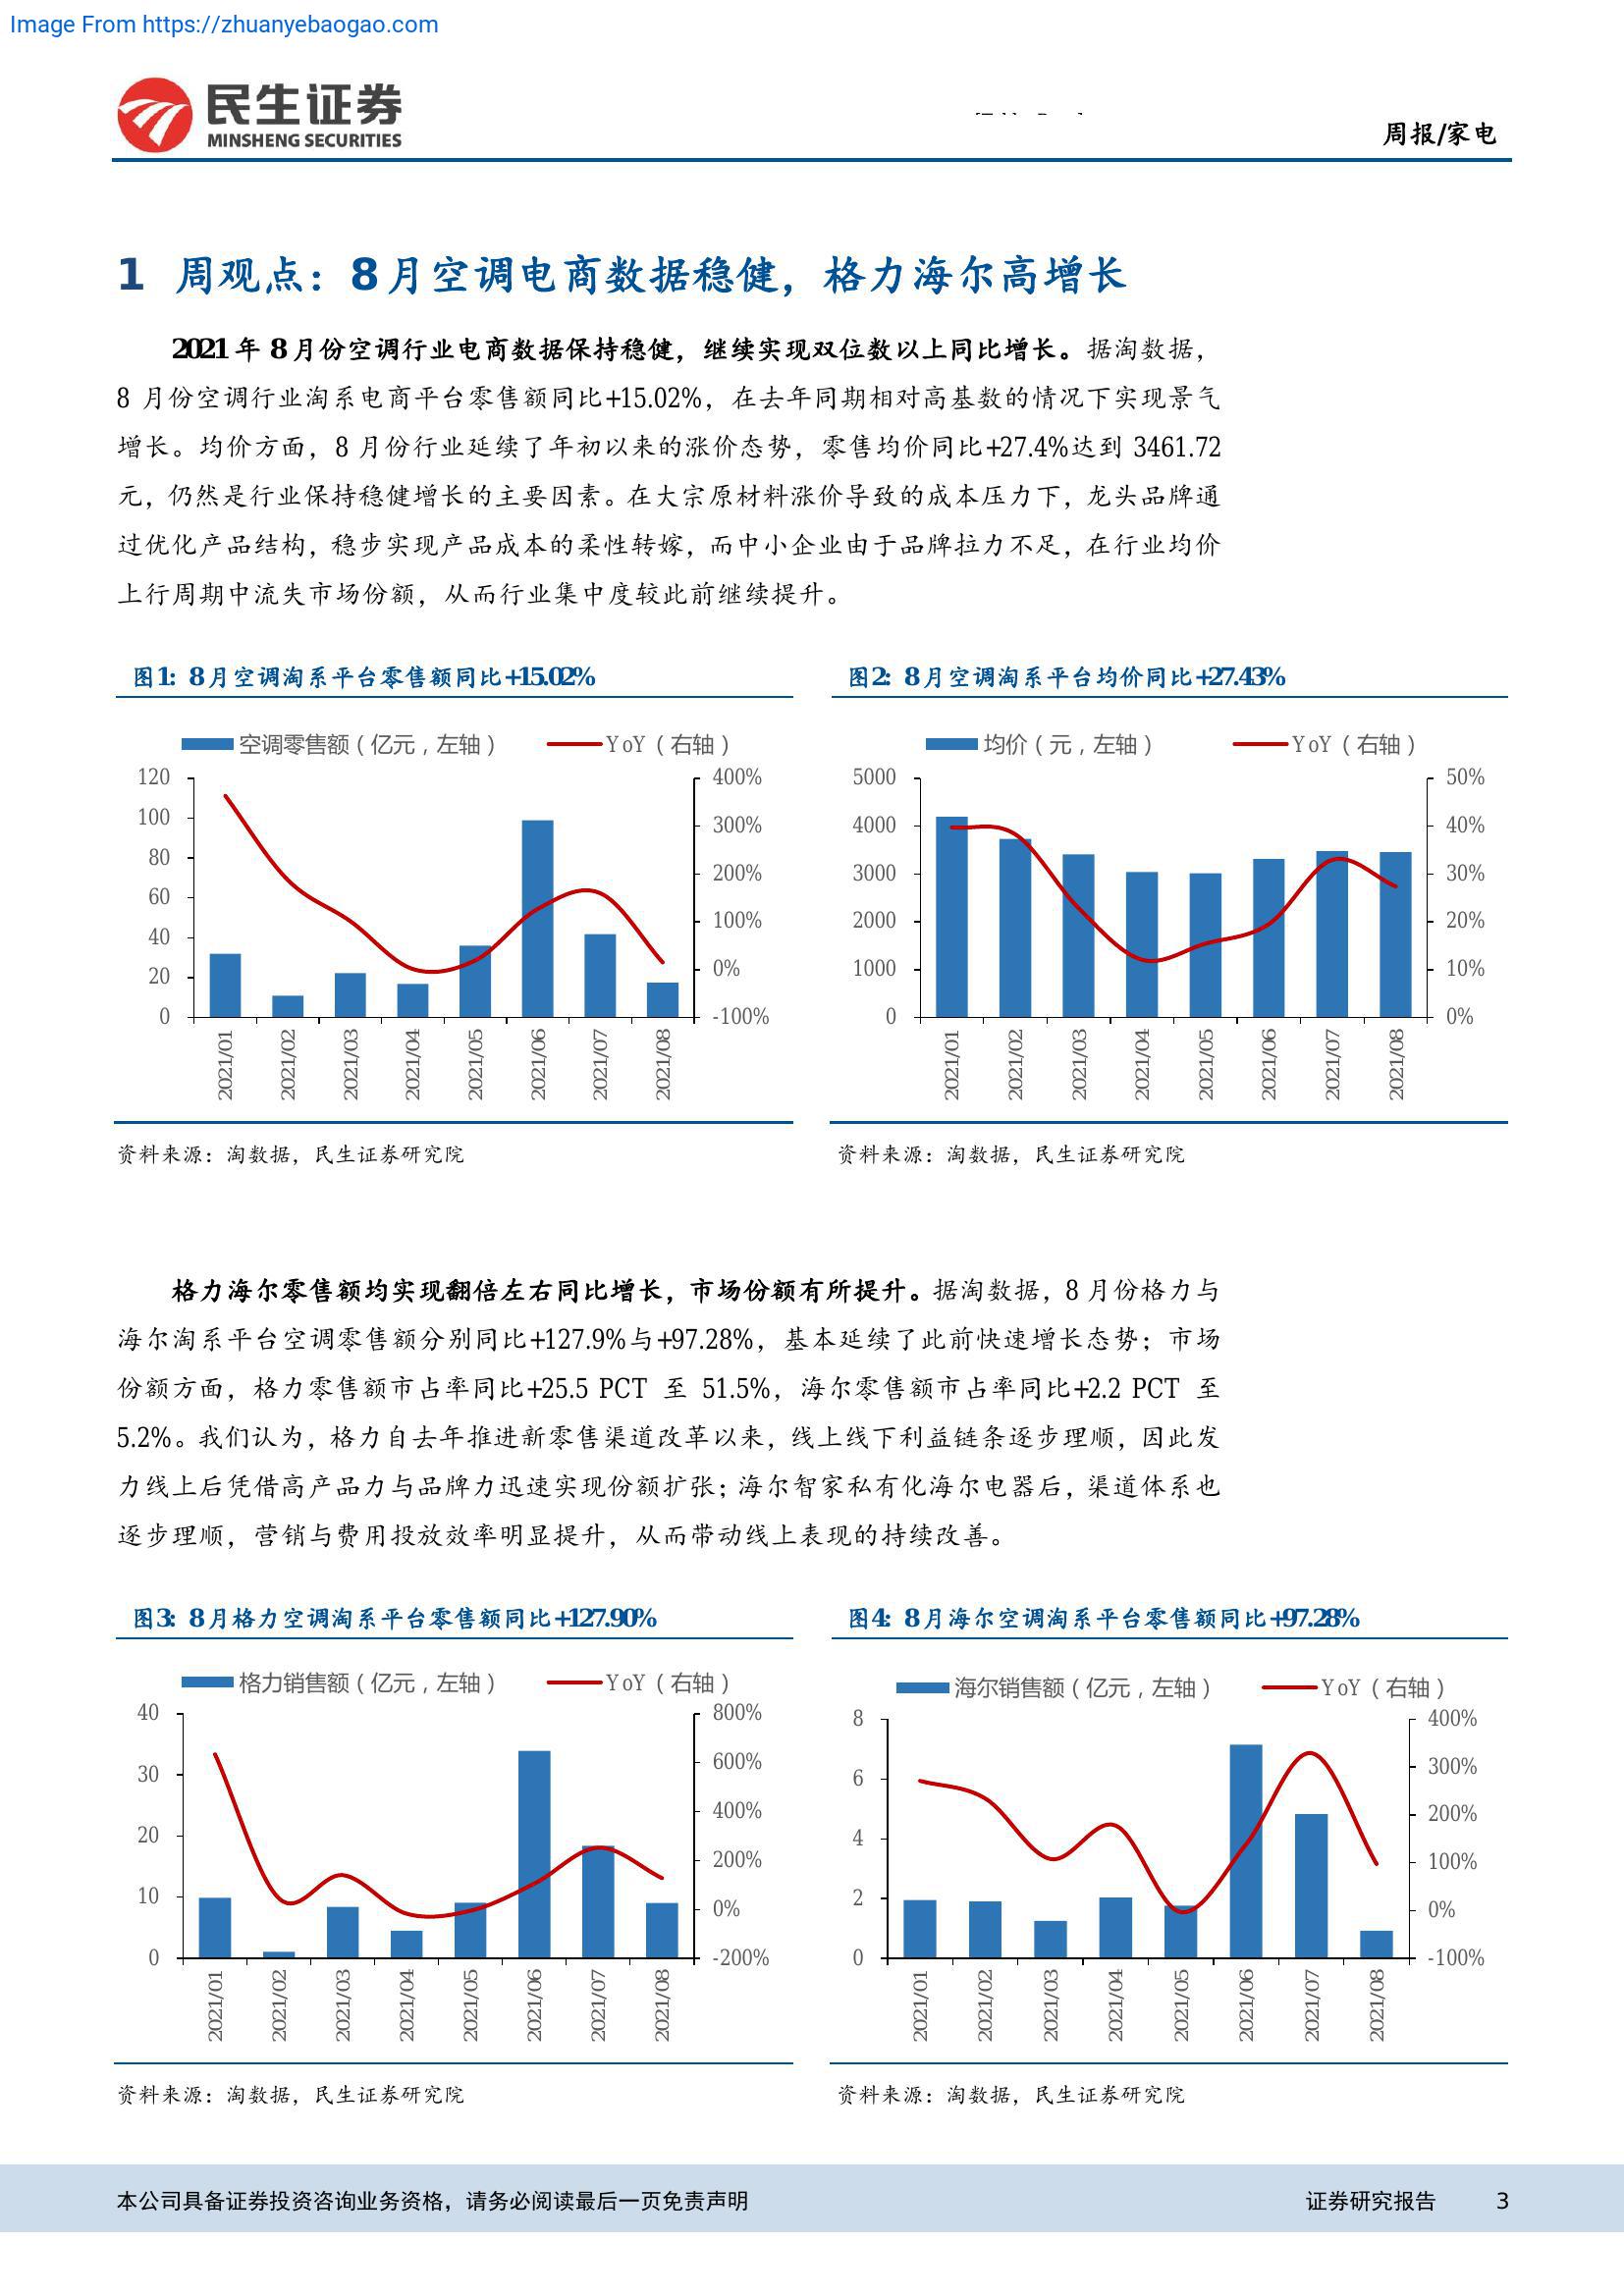 Image From https://zhuanyebaogao.com
民生证券
MINSHENG SECURITIES
周报/家电
1 周观点：8月空调电商数据稳健，格力海尔高增长
2021 年 8 月份空调行业电商数据保持稳健，继续实现双位数以上同比增长。据淘数据，
8 月份空调行业淘系电商平台零售额同比+15.02%，在去年同期相对高基数的情况下实现景气
增长。均价方面，8 月份行业延续了年初以来的涨价态势，零售均价同比+27.4%达到 3461.72
元，仍然是行业保持稳健增长的主要因素。在大宗原材料涨价导致的成本压力下，龙头品牌通
过优化产品结构，稳步实现产品成本的柔性转嫁，而中小企业由于品牌拉力不足，在行业均价
上行周期中流失市场份额，从而行业集中度较此前继续提升。
图1：8月空调淘系平台零售额同比+15.02%
空调零售额（亿元，左轴） YoY（右轴）
120 100 80 60 40 20 0
400% 300% 200% 100% 0% -100%
2021/01 2021/02 2021/03 2021/04 2021/05 2021/06 2021/07 2021/08
资料来源：淘数据，民生证券研究院
图2：8月空调淘系平台均价同比+27.43%
均价（元，左轴） YoY（右轴）
5000 4000 3000 2000 1000 0
50% 40% 30% 20% 10% 0%
2021/01 2021/02 2021/03 2021/04 2021/05 2021/06 2021/07 2021/08
资料来源：淘数据，民生证券研究院
格力海尔零售额均实现翻倍左右同比增长，市场份额有所提升。据淘数据，8 月份格力与
海尔淘系平台空调零售额分别同比+127.9%与+97.28%，基本延续了此前快速增长态势；市场
份额方面，格力零售额市占率同比+25.5 PCT 至 51.5%，海尔零售额市占率同比+2.2 PCT 至
5.2%。我们认为，格力自去年推进新零售渠道改革以来，线上线下利益链条逐步理顺，因此发
力线上后凭借高产品力与品牌力迅速实现份额扩张；海尔智家私有化海尔电器后，渠道体系也
逐步理顺，营销与费用投放效率明显提升，从而带动线上表现的持续改善。
图3：8月格力空调淘系平台零售额同比+127.90%
格力销售额（亿元，左轴） YoY（右轴）
40 30 20 10 0
800% 600% 400% 200% 0% -200%
2021/01 2021/02 2021/03 2021/04 2021/05 2021/06 2021/07 2021/08
资料来源：淘数据，民生证券研究院
图4：8月海尔空调淘系平台零售额同比+97.28%
海尔销售额（亿元，左轴） YoY（右轴）
8 6 4 2 0
400% 300% 200% 100% 0% -100%
2021/01 2021/02 2021/03 2021/04 2021/05 2021/06 2021/07 2021/08
资料来源：淘数据，民生证券研究院
本公司具备证券投资咨询业务资格，请务必阅读最后一页免责声明 证券研究报告 3